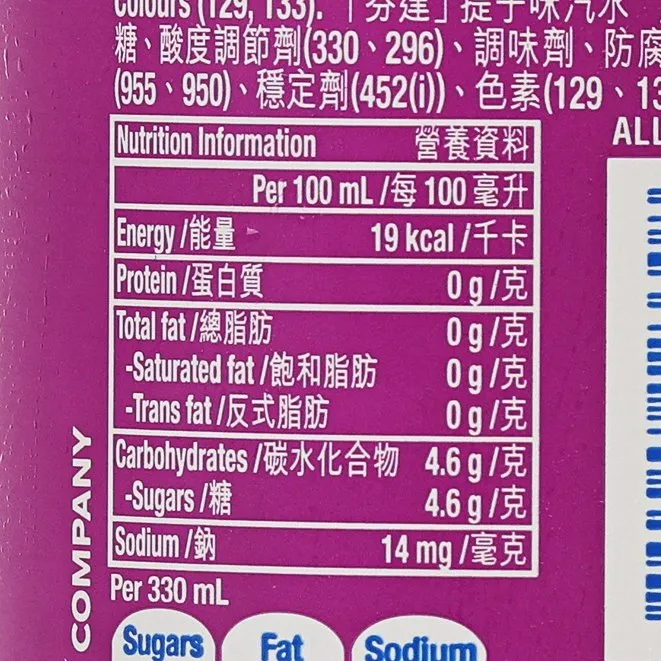 Colours (129, 133). 「芬達」提子味汽水
糖、酸度調節劑(330、296)、調味劑、防腐
(955、950)、穩定劑(452(i))、色素(129、13
ALL
Nutrition Information 營養資料
Per 100 mL /每 100 毫升
Energy /能量 19 kcal /千卡
Protein /蛋白質 0 g /克
Total fat /總脂肪 0 g /克
-Saturated fat /飽和脂肪 0 g /克
-Trans fat /反式脂肪 0 g /克
Carbohydrates /碳水化合物 4.6 g /克
-Sugars /糖 4.6 g /克
Sodium /鈉 14 mg /毫克
Per 330 mL
Sugars Fat Sodium
COMPANY